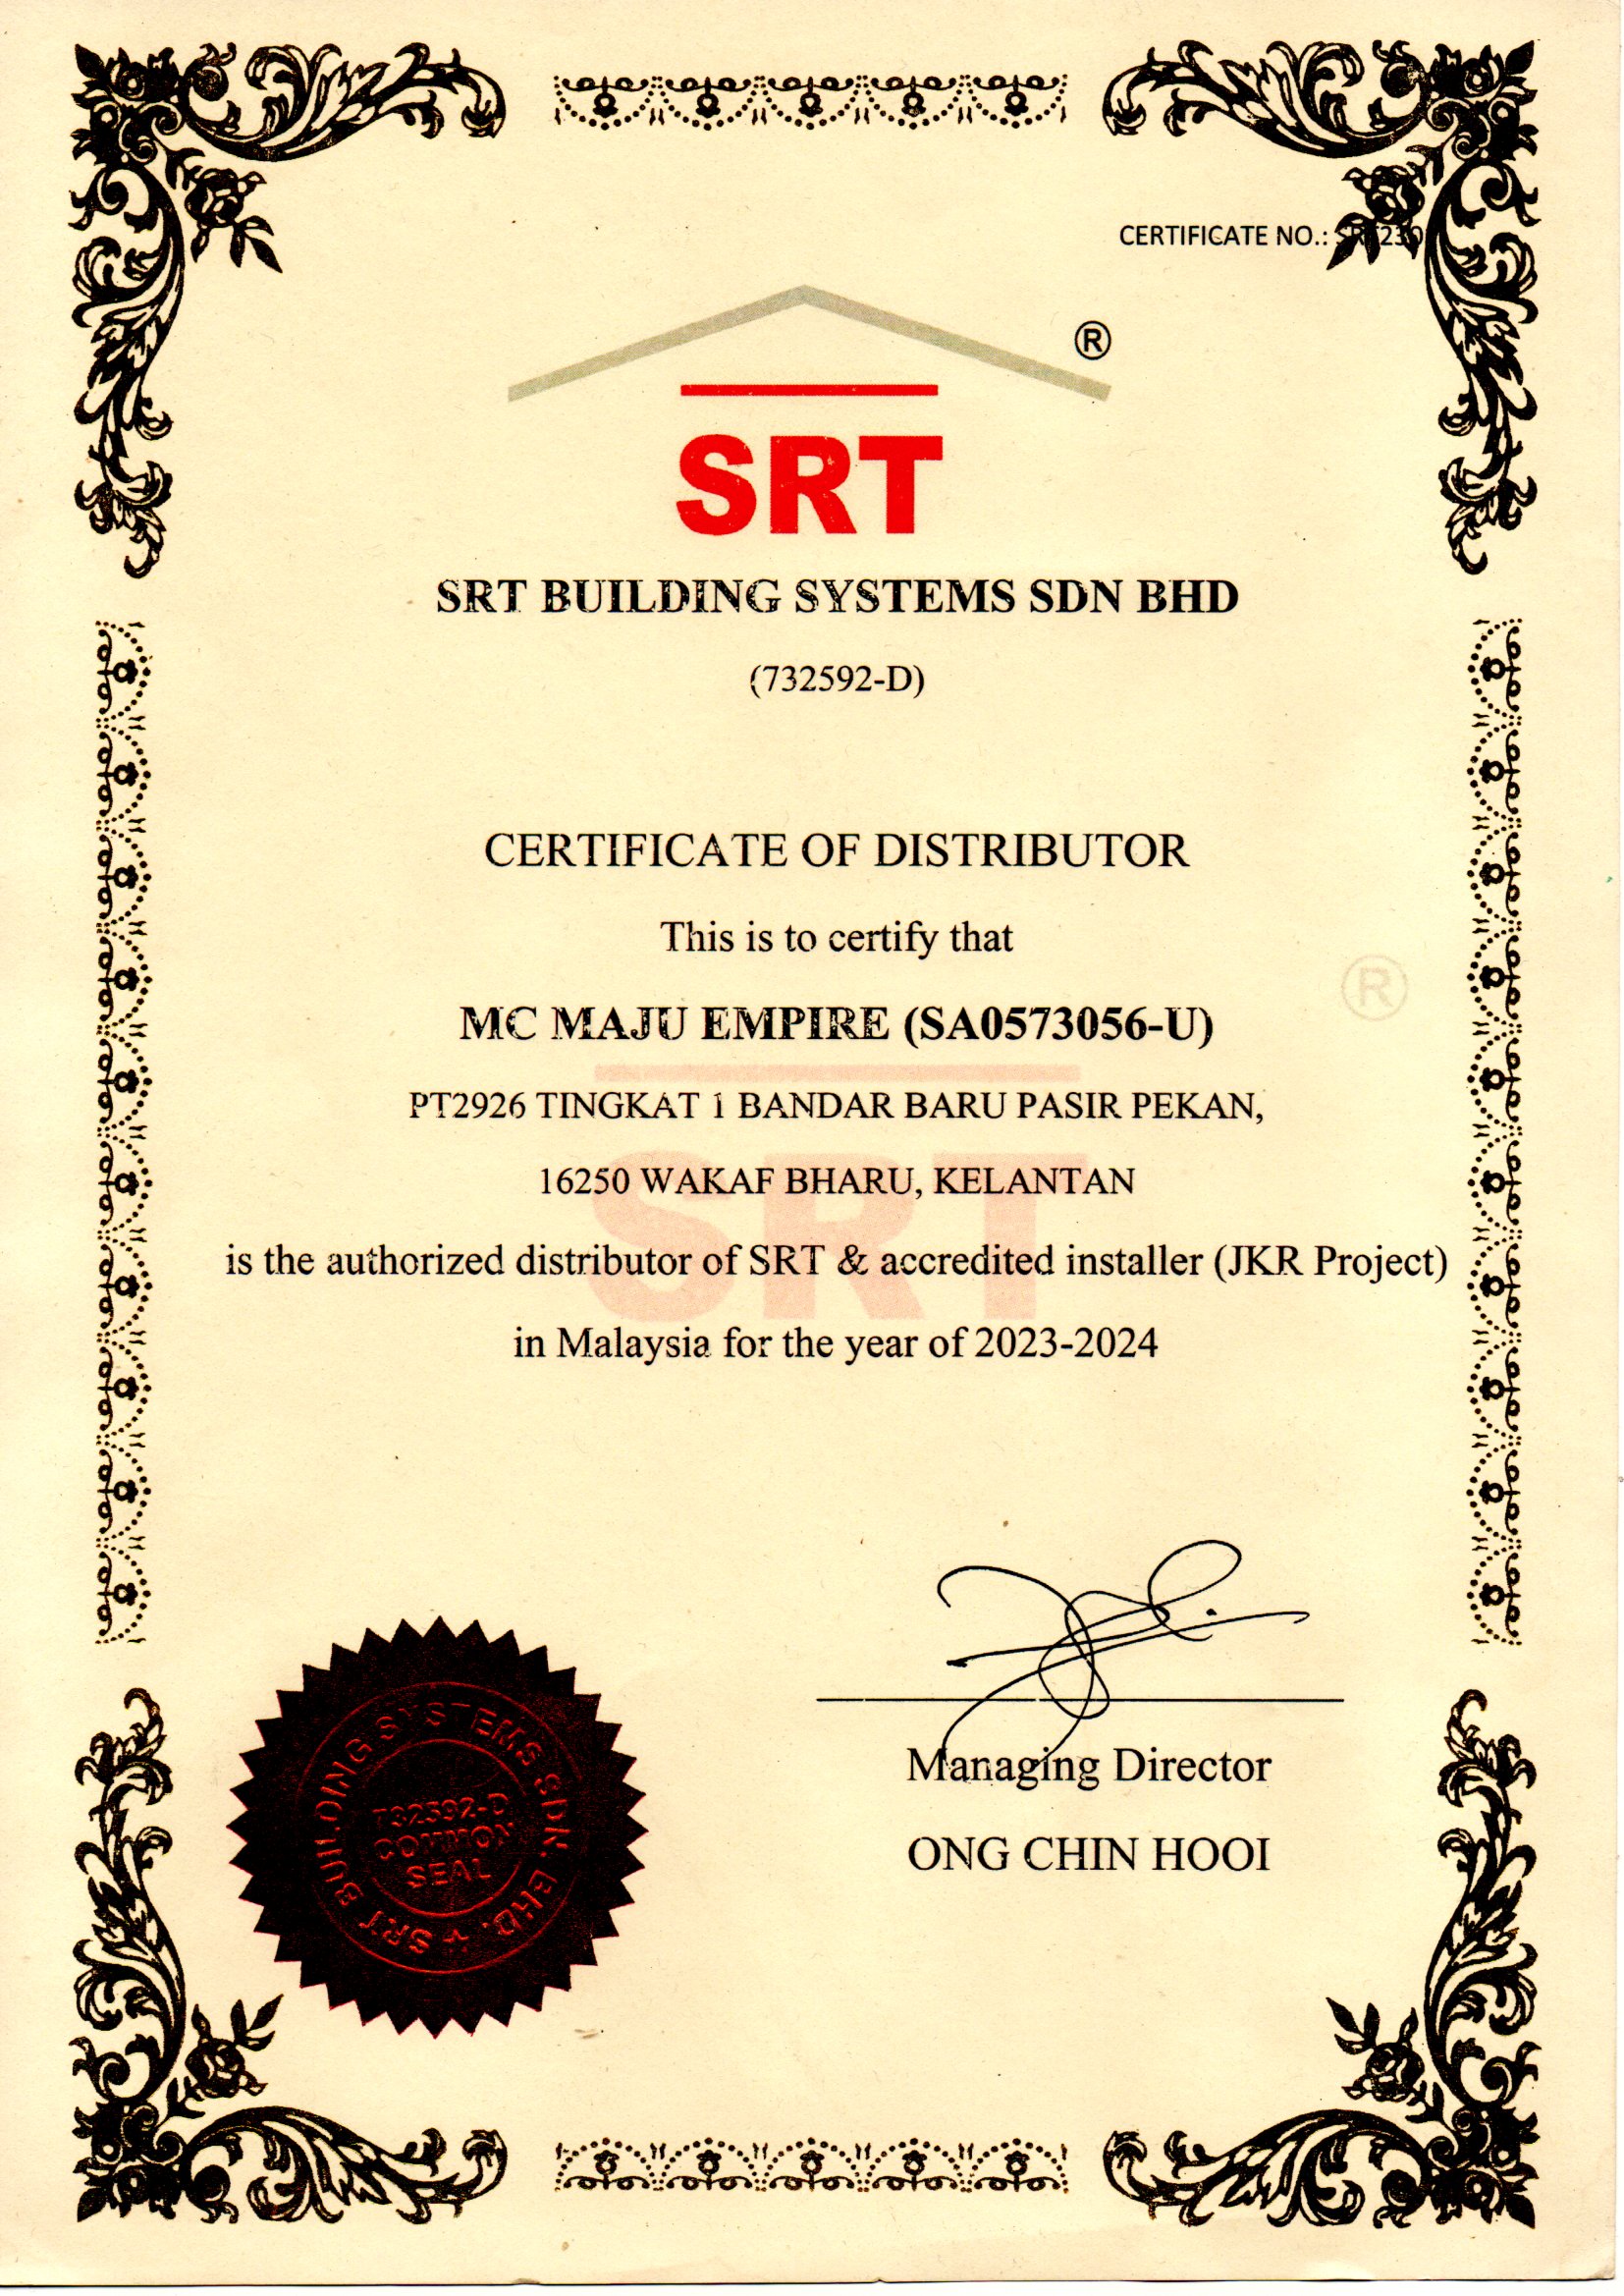 CERTIFICATE NO.:
®
SRT
SRT BUILDING SYSTEMS SDN BHD
(732592-D)
CERTIFICATE OF DISTRIBUTOR
This is to certify that
®
MC MAJU EMPIRE (SA0573056-U)
PT2926 TINGKAT 1 BANDAR BARU PASIR PEKAN,
16250 WAKAF BHARU, KELANTAN
SRT
is the authorized distributor of SRT & accredited installer (JKR Project)
in Malaysia for the year of 2023-2024
Managing Director
ONG CHIN HOOI
SRT BUILDING SYSTEMS SDN. BHD.
732592-D
COMMON
SEAL